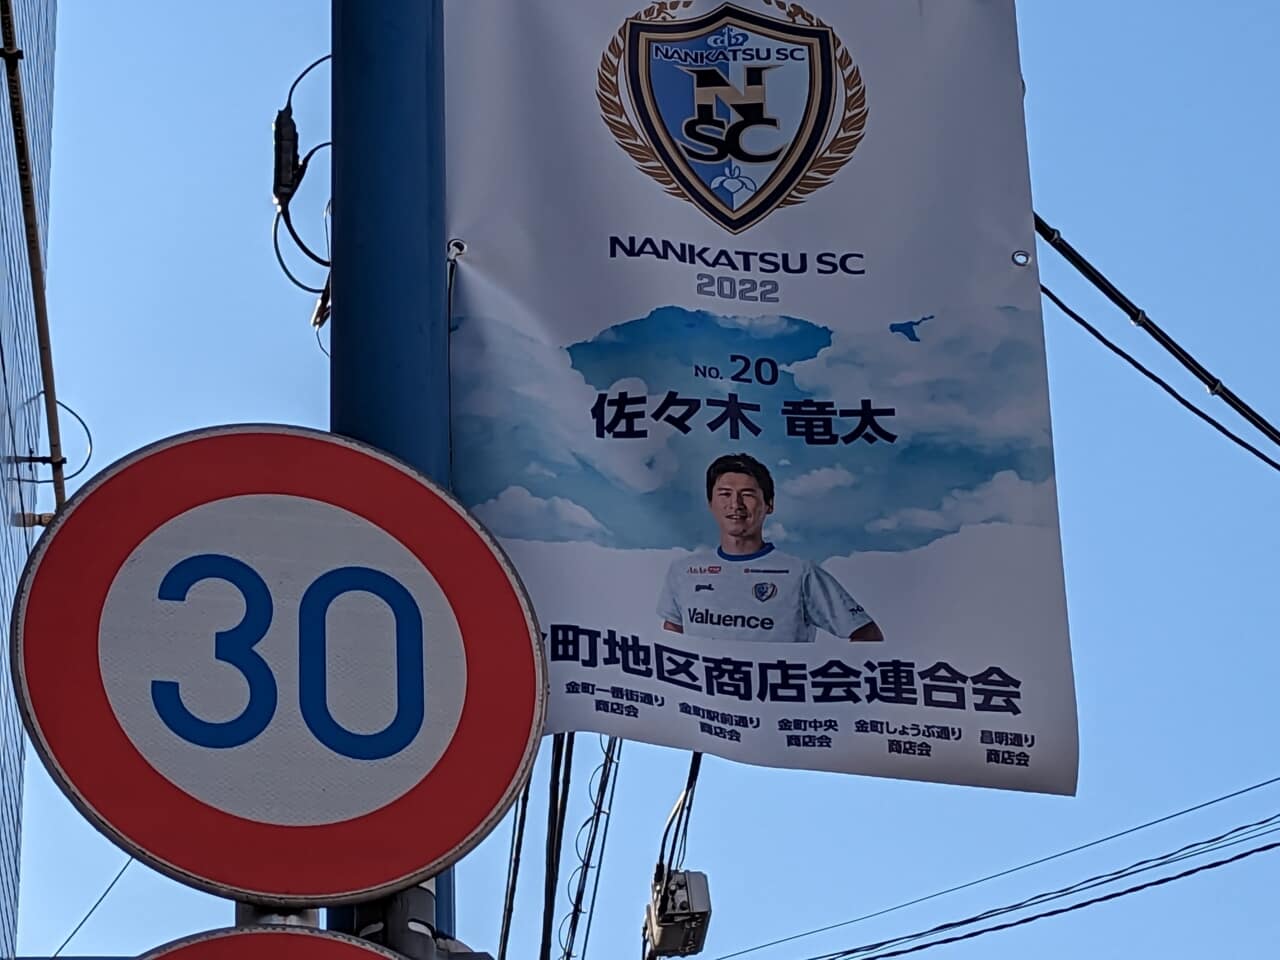 NANKATSU SC
N
SC
NANKATSU SC
2022
NO. 20
佐々木 竜太
Valuence
町地区商店会連合会
金町一番街通り
商店会
金町駅前通り
商店会
金町中央
商店会
金町しょうぶ通り
商店会
昌明通り
商店会
30